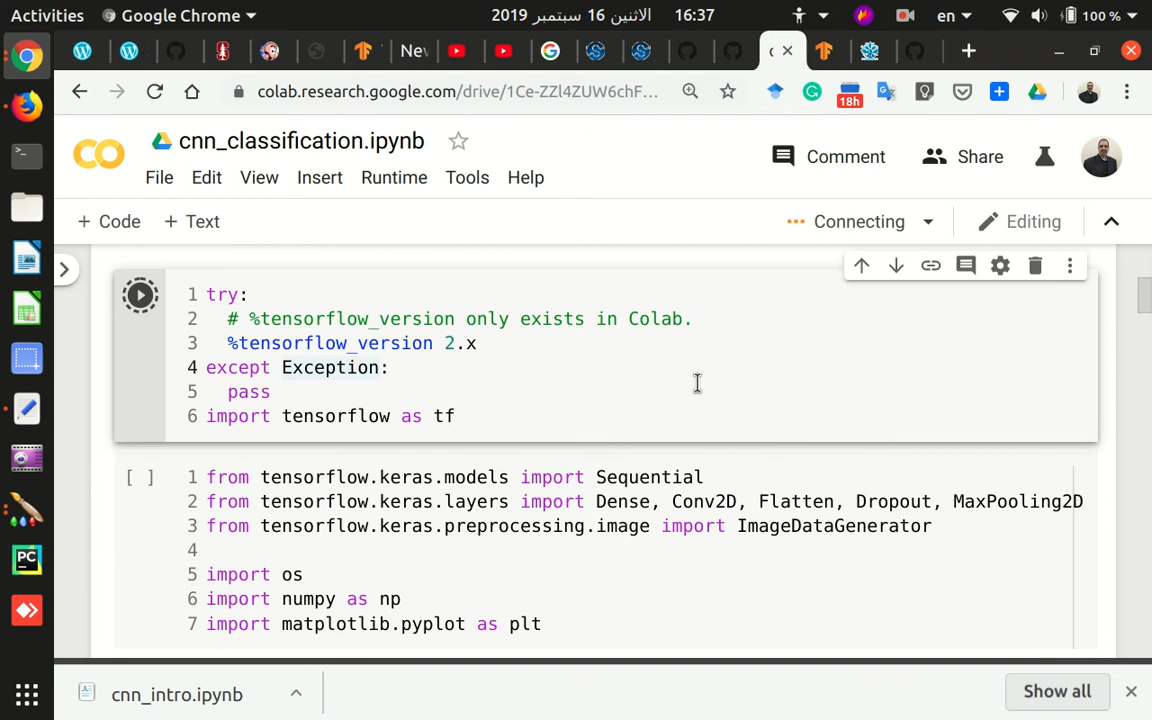 Activities Google Chrome الاثنين 16 سبتمبر 2019 16:37 en 100 %
Nev
colab.research.google.com/drive/1Ce-ZZl4ZUW6chF... 18h
cnn_classification.ipynb
Comment Share
File Edit View Insert Runtime Tools Help
+ Code + Text Connecting Editing
1 try:
2 # %tensorflow_version only exists in Colab.
3 %tensorflow_version 2.x
4 except Exception:
5 pass
6 import tensorflow as tf
[ ] 1 from tensorflow.keras.models import Sequential
2 from tensorflow.keras.layers import Dense, Conv2D, Flatten, Dropout, MaxPooling2D
3 from tensorflow.keras.preprocessing.image import ImageDataGenerator
4
5 import os
6 import numpy as np
7 import matplotlib.pyplot as plt
cnn_intro.ipynb Show all